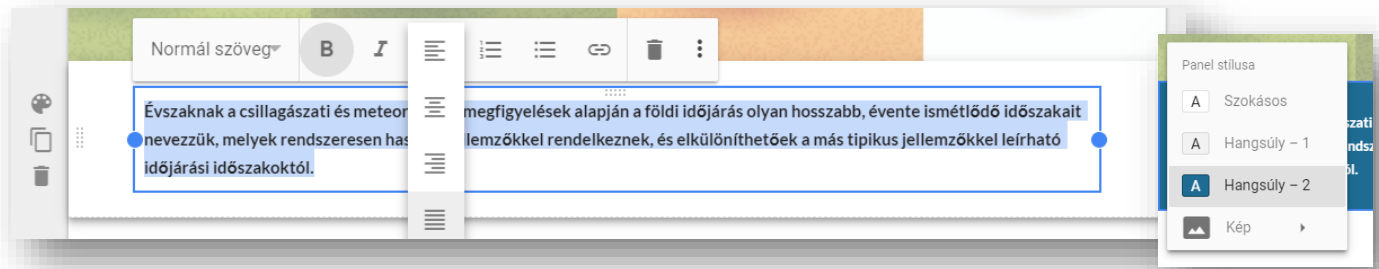 Normál szöveg
B I
Évszaknak a csillagászati és meteor megfigyelések alapján a földi időjárás olyan hosszabb, évente ismétlődő időszakait
nevezzük, melyek rendszeresen has lemzőkkel rendelkeznek, és elkülöníthetőek a más tipikus jellemzőkkel leírható
időjárási időszakoktól.
Panel stílusa
A Szokásos
A Hangsúly – 1
A Hangsúly – 2
Kép